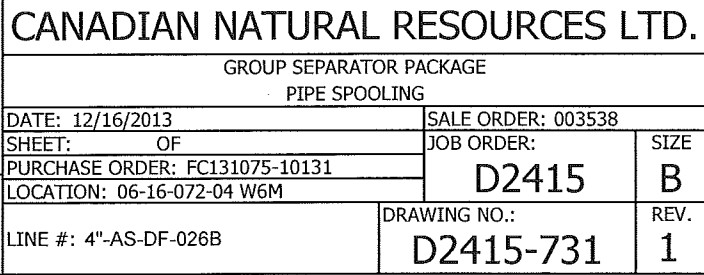 CANADIAN NATURAL RESOURCES LTD.
GROUP SEPARATOR PACKAGE
PIPE SPOOLING
DATE: 12/16/2013
SALE ORDER: 003538
SHEET: OF
JOB ORDER:
SIZE
PURCHASE ORDER: FC131075-10131
D2415
B
LOCATION: 06-16-072-04 W6M
DRAWING NO.:
REV.
LINE #: 4"-AS-DF-026B
D2415-731
1